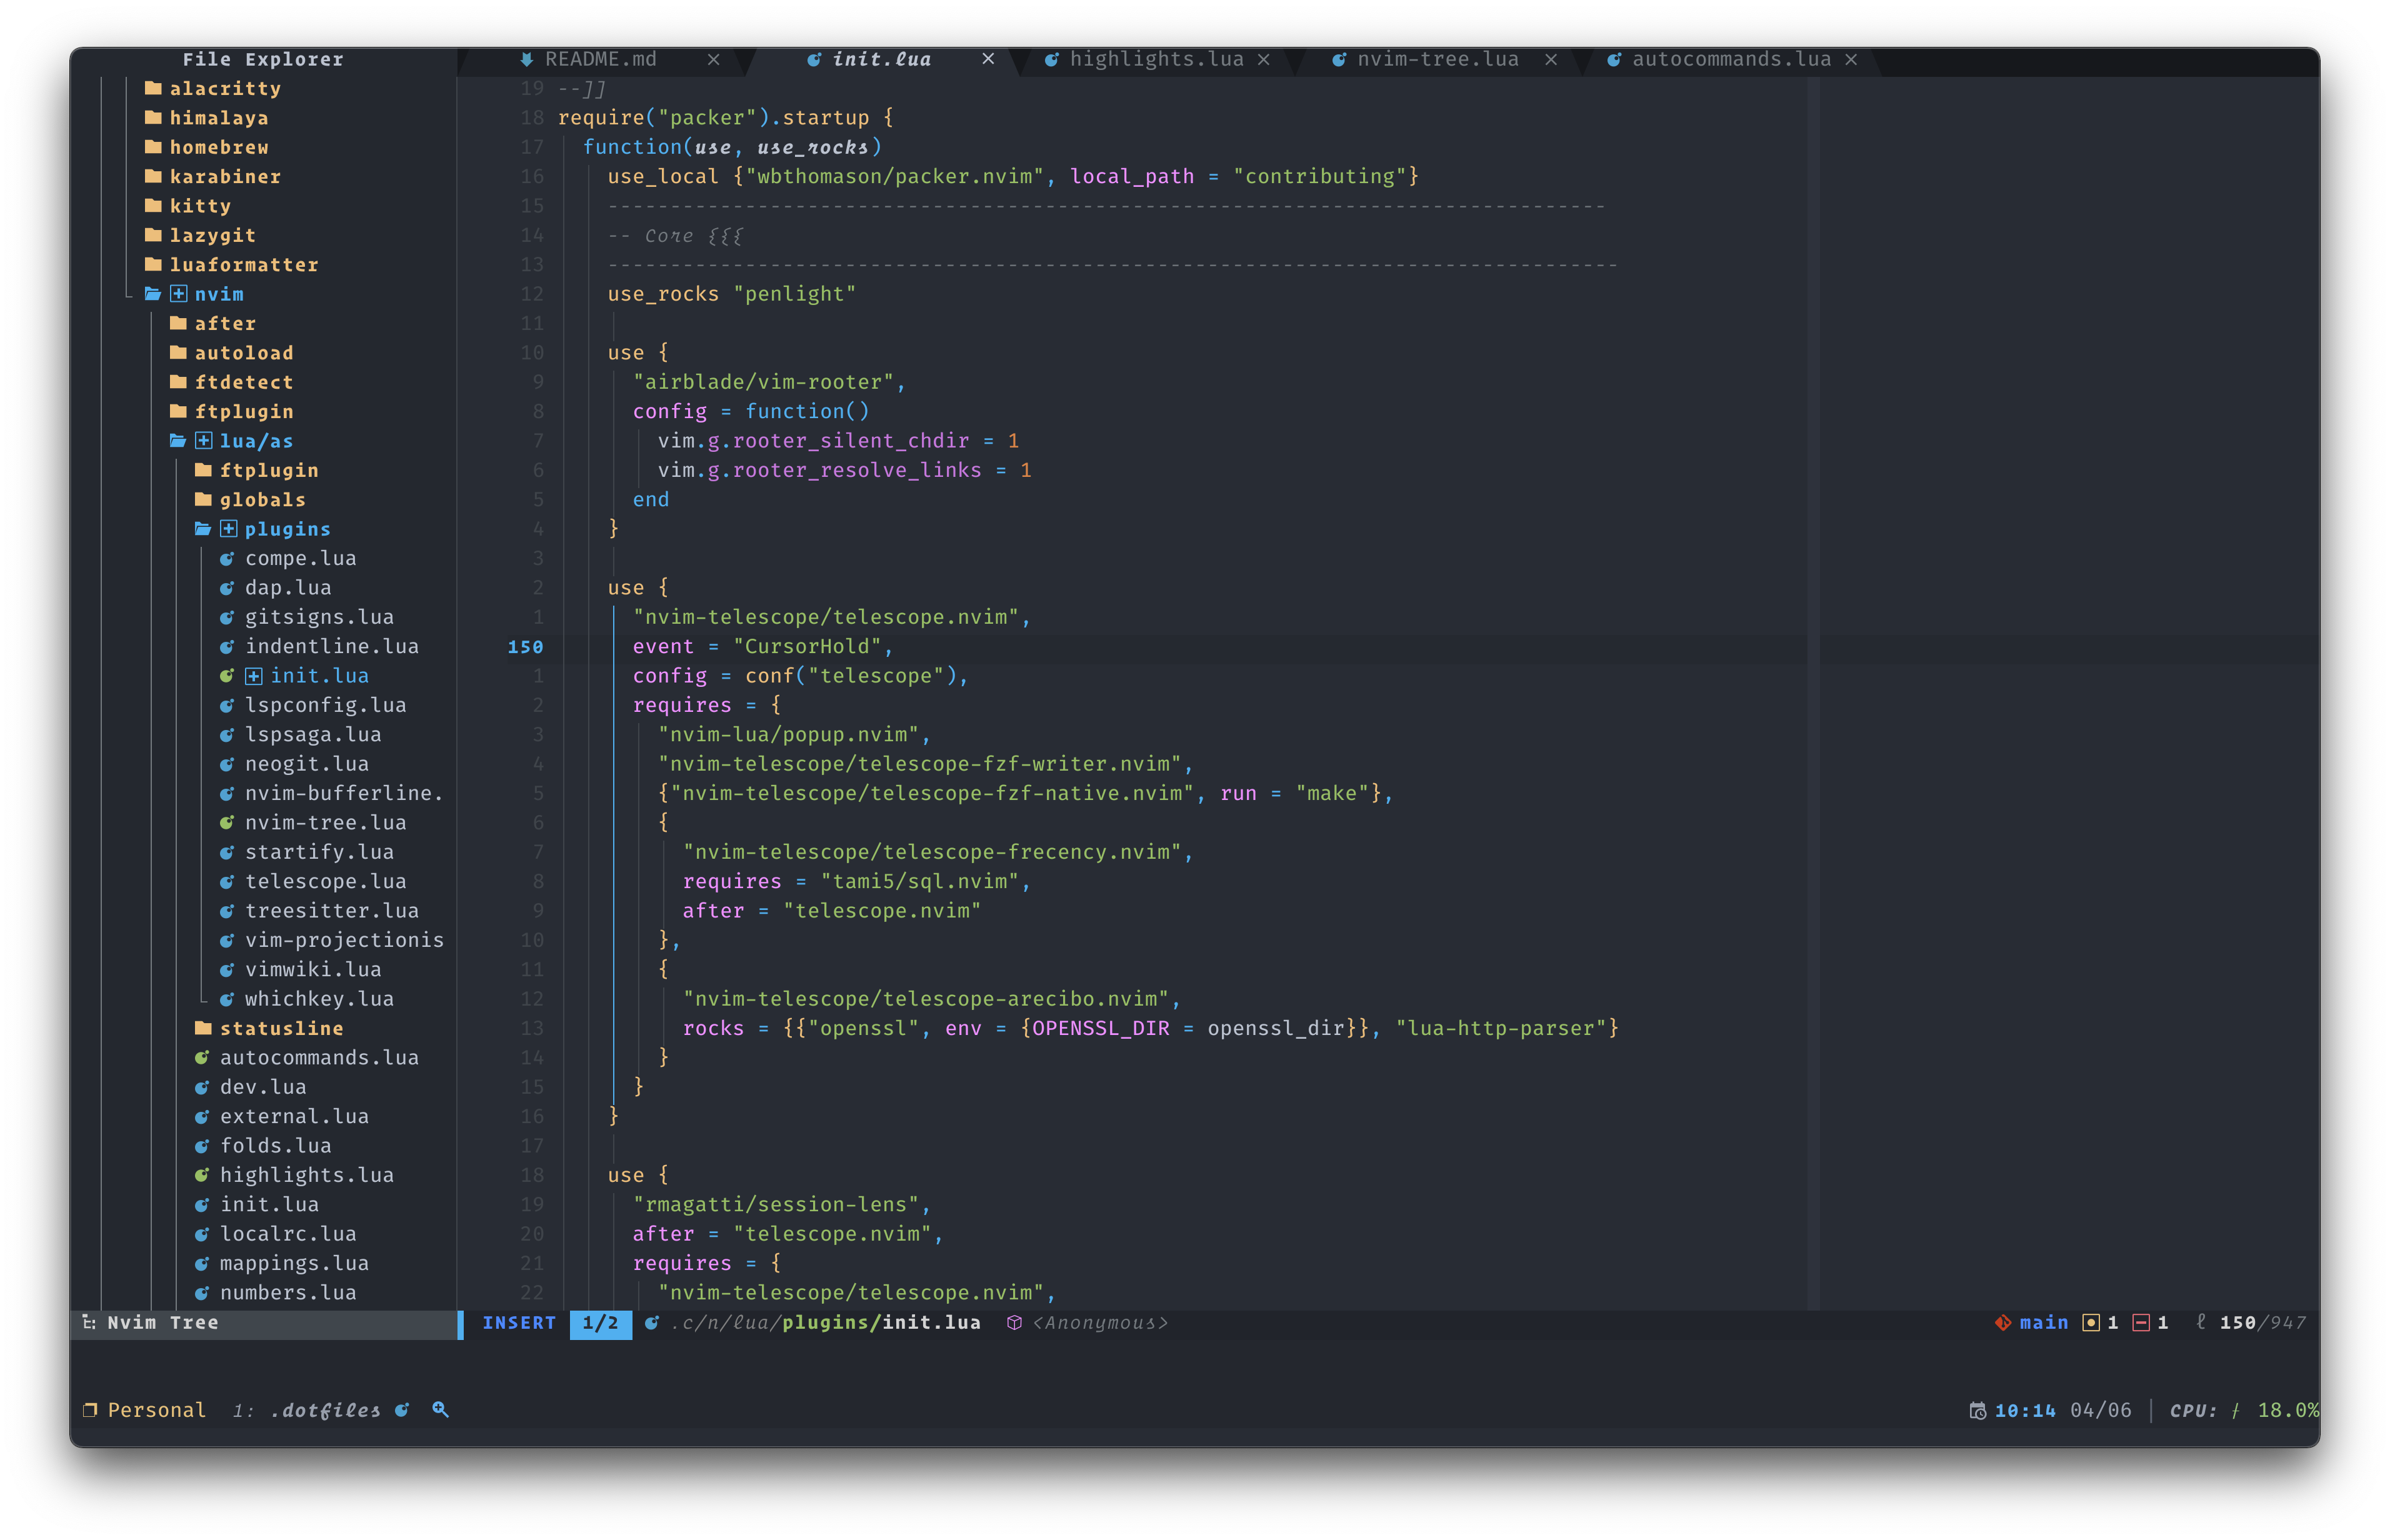 File Explorer
README.md × init.lua × highlights.lua × nvim-tree.lua × autocommands.lua ×
alacritty
himalaya
homebrew
karabiner
kitty
lazygit
luaformatter
nvim
after
autoload
ftdetect
ftplugin
lua/as
ftplugin
globals
plugins
compe.lua
dap.lua
gitsigns.lua
indentline.lua
init.lua
lspconfig.lua
lspsaga.lua
neogit.lua
nvim-bufferline.
nvim-tree.lua
startify.lua
telescope.lua
treesitter.lua
vim-projectionis
vimwiki.lua
whichkey.lua
statusline
autocommands.lua
dev.lua
external.lua
folds.lua
highlights.lua
init.lua
localrc.lua
mappings.lua
numbers.lua
19 --]]
18 require("packer").startup {
17 function(use, use_rocks)
16 use_local {"wbthomason/packer.nvim", local_path = "contributing"}
15 --------------------------------------------------------------------------------
14 -- Core {{{
13 ---------------------------------------------------------------------------------
12 use_rocks "penlight"
11
10 use {
9 "airblade/vim-rooter",
8 config = function()
7 vim.g.rooter_silent_chdir = 1
6 vim.g.rooter_resolve_links = 1
5 end
4 }
3
2 use {
1 "nvim-telescope/telescope.nvim",
150 event = "CursorHold",
1 config = conf("telescope"),
2 requires = {
3 "nvim-lua/popup.nvim",
4 "nvim-telescope/telescope-fzf-writer.nvim",
5 {"nvim-telescope/telescope-fzf-native.nvim", run = "make"},
6 {
7 "nvim-telescope/telescope-frecency.nvim",
8 requires = "tami5/sql.nvim",
9 after = "telescope.nvim"
10 },
11 {
12 "nvim-telescope/telescope-arecibo.nvim",
13 rocks = {{"openssl", env = {OPENSSL_DIR = openssl_dir}}, "lua-http-parser"}
14 }
15 }
16 }
17
18 use {
19 "rmagatti/session-lens",
20 after = "telescope.nvim",
21 requires = {
22 "nvim-telescope/telescope.nvim",
Nvim Tree
INSERT 1/2 .c/n/lua/plugins/init.lua <Anonymous> main 1 1 ℓ 150/947
Personal 1: .dotfiles 10:14 04/06 | CPU: 18.0%